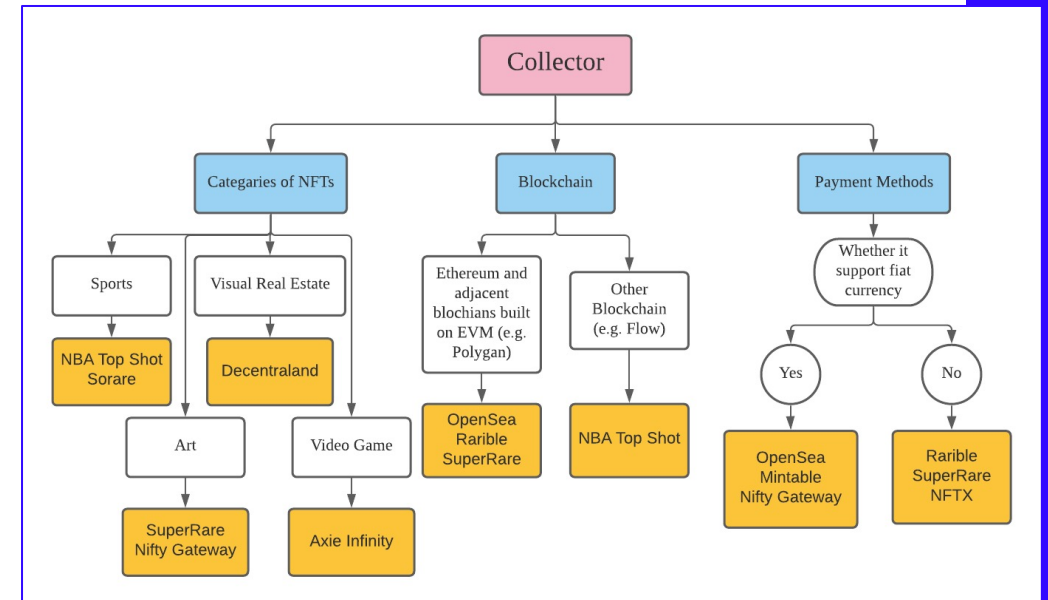 Collector
Categaries of NFTs
Blockchain
Payment Methods
Sports
Visual Real Estate
NBA Top Shot
Sorare
Decentraland
Art
Video Game
SuperRare
Nifty Gateway
Axie Infinity
Ethereum and
adjacent
blochians built
on EVM (e.g.
Polygan)
Other
Blockchain
(e.g. Flow)
OpenSea
Rarible
SuperRare
NBA Top Shot
Whether it
support fiat
currency
Yes
No
OpenSea
Mintable
Nifty Gateway
Rarible
SuperRare
NFTX